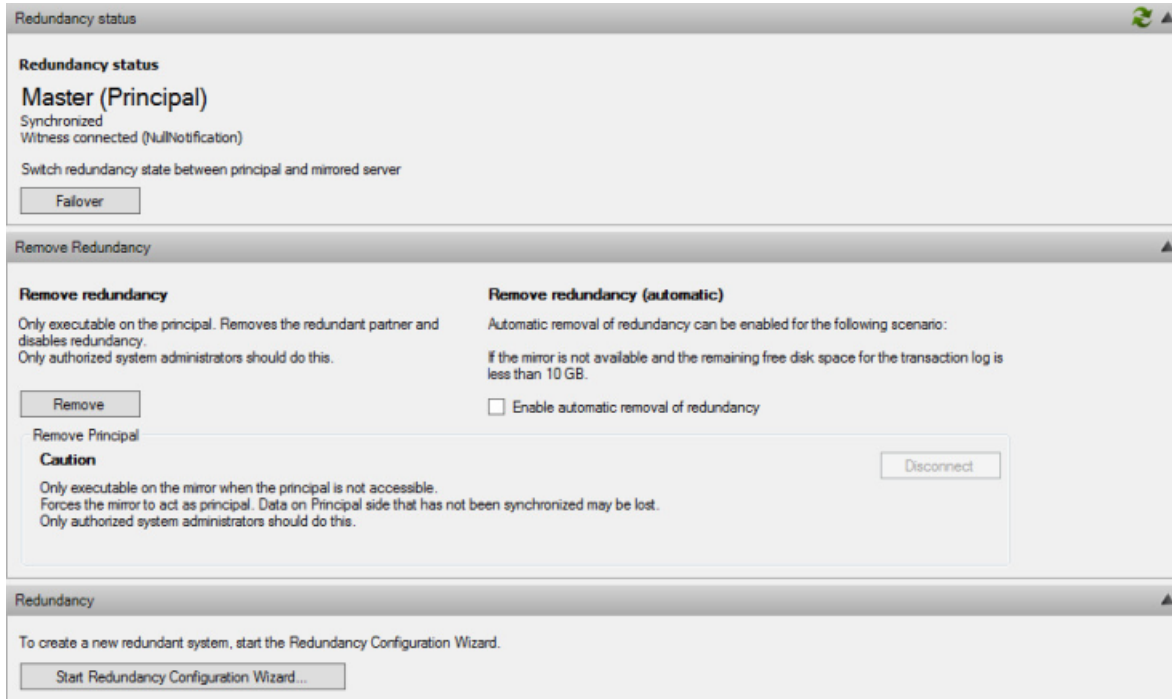 Redundancy status
Redundancy status
Master (Principal)
Synchronized
Witness connected (NullNotification)
Switch redundancy state between principal and mirrored server
Failover
Remove Redundancy
Remove redundancy
Only executable on the principal. Removes the redundant partner and
disables redundancy.
Only authorized system administrators should do this.
Remove
Remove redundancy (automatic)
Automatic removal of redundancy can be enabled for the following scenario:
If the mirror is not available and the remaining free disk space for the transaction log is
less than 10 GB.
Enable automatic removal of redundancy
Remove Principal
Caution
Disconnect
Only executable on the mirror when the principal is not accessible.
Forces the mirror to act as principal. Data on Principal side that has not been synchronized may be lost.
Only authorized system administrators should do this.
Redundancy
To create a new redundant system, start the Redundancy Configuration Wizard.
Start Redundancy Configuration Wizard...